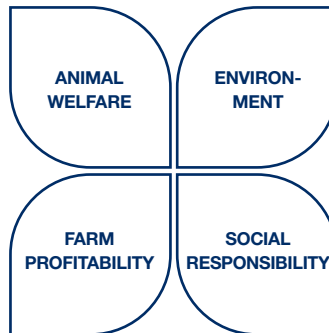 ANIMAL
WELFARE
ENVIRON-
MENT
FARM
PROFITABILITY
SOCIAL
RESPONSIBILITY